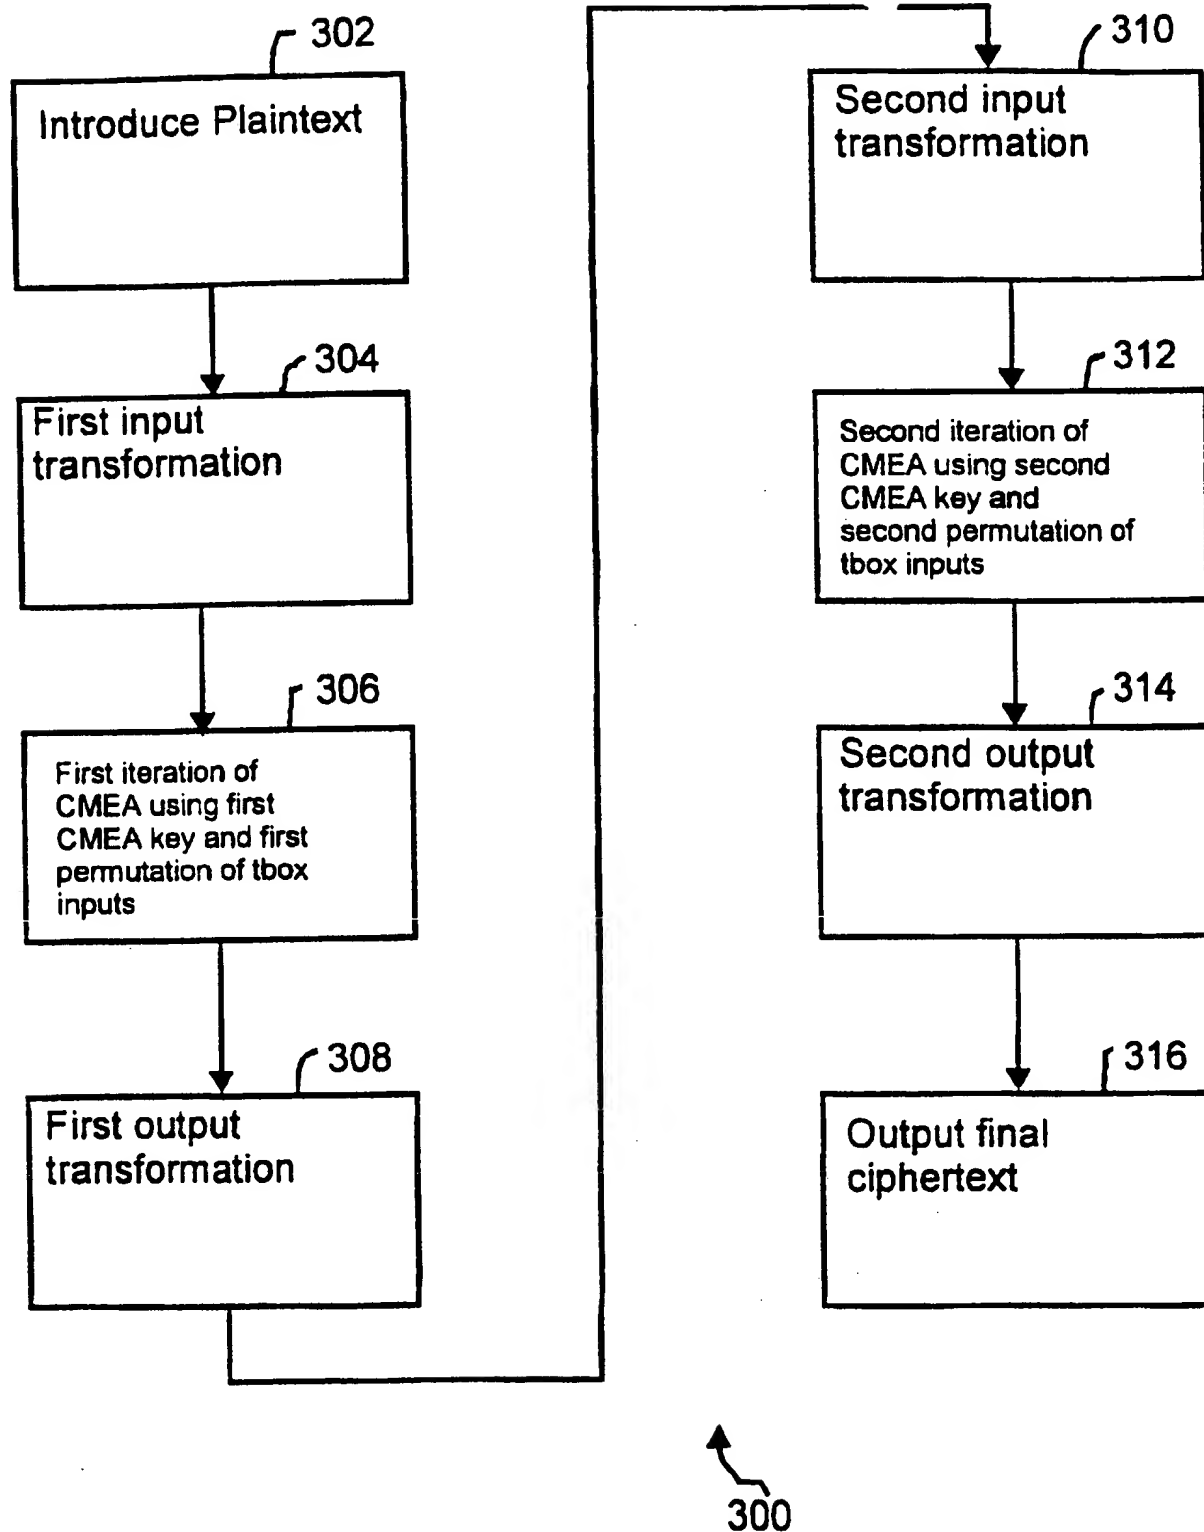 302
Introduce Plaintext
304
First input
transformation
306
First iteration of
CMEA using first
CMEA key and first
permutation of tbox
inputs
308
First output
transformation
310
Second input
transformation
312
Second iteration of
CMEA using second
CMEA key and
second permutation of
tbox inputs
314
Second output
transformation
316
Output final
ciphertext
300